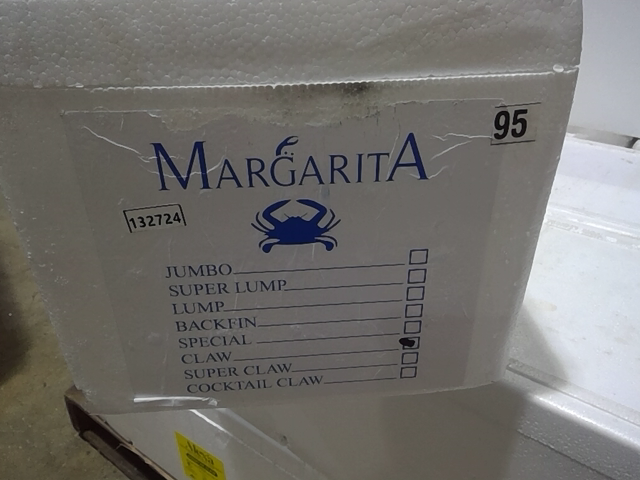 95
MARGARITA
132724
JUMBO
SUPER LUMP
LUMP
BACKFIN
SPECIAL
CLAW
SUPER CLAW
COCKTAIL CLAW